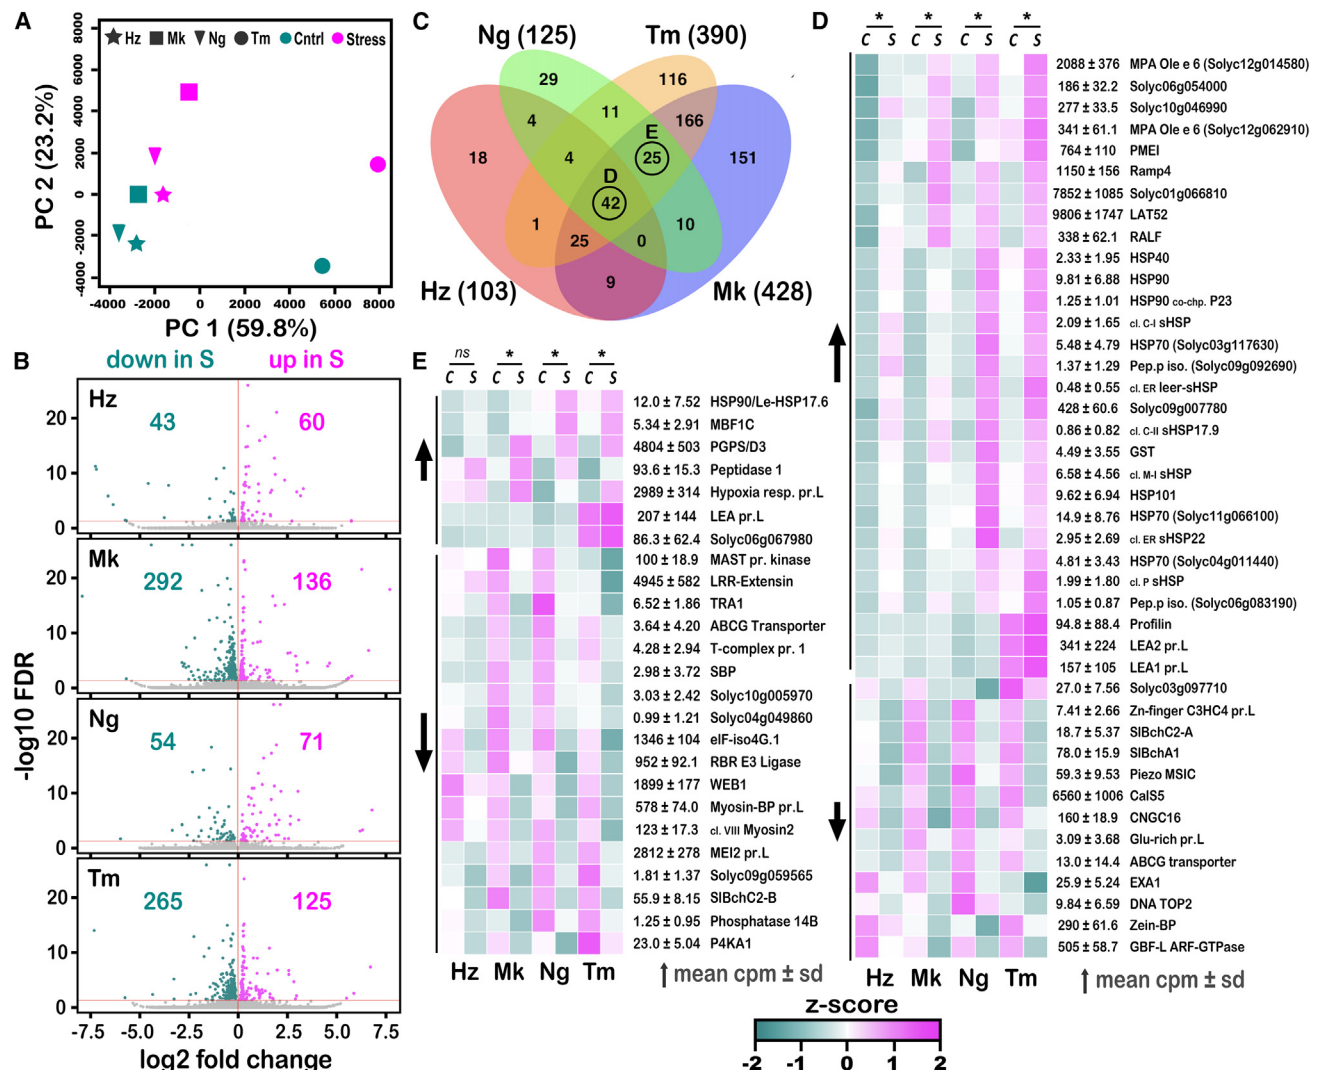 A
PC 2 (23.2%)
8000
6000
4000
2000
0
-2000
-4000
Hz Mk Ng Tm Cntrl Stress
-4000 -2000 0 2000 4000 6000 8000
PC 1 (59.8%)
B
down in S up in S
-log10 FDR
Hz
43 60
20
10
0
Mk
292 136
20
10
0
Ng
54 71
20
10
0
Tm
265 125
20
10
0
-7.5 -5.0 -2.5 0 2.5 5.0 7.5
log2 fold change
C
Ng (125) Tm (390)
29 116
4 11 166
18 4 E 25 151
D 42
1 25 0 10
9
Hz (103) Mk (428)
E
ns * * *
C S C S C S C S
12.0 ± 7.52 HSP90/Le-HSP17.6
5.34 ± 2.91 MBF1C
4804 ± 503 PGPS/D3
93.6 ± 15.3 Peptidase 1
2989 ± 314 Hypoxia resp. pr.L
207 ± 144 LEA pr.L
86.3 ± 62.4 Solyc06g067980
100 ± 18.9 MAST pr. kinase
4945 ± 582 LRR-Extensin
6.52 ± 1.86 TRA1
3.64 ± 4.20 ABCG Transporter
4.28 ± 2.94 T-complex pr. 1
2.98 ± 3.72 SBP
3.03 ± 2.42 Solyc10g005970
0.99 ± 1.21 Solyc04g049860
1346 ± 104 eIF-iso4G.1
952 ± 92.1 RBR E3 Ligase
1899 ± 177 WEB1
578 ± 74.0 Myosin-BP pr.L
123 ± 17.3 cl. VIII Myosin2
2812 ± 278 MEI2 pr.L
1.81 ± 1.37 Solyc09g059565
55.9 ± 8.15 SlBchC2-B
1.25 ± 0.95 Phosphatase 14B
23.0 ± 5.04 P4KA1
Hz Mk Ng Tm
mean cpm ± sd
D
* * * *
C S C S C S C S
2088 ± 376 MPA Ole e 6 (Solyc12g014580)
186 ± 32.2 Solyc06g054000
277 ± 33.5 Solyc10g046990
341 ± 61.1 MPA Ole e 6 (Solyc12g062910)
764 ± 110 PMEI
1150 ± 156 Ramp4
7852 ± 1085 Solyc01g066810
9806 ± 1747 LAT52
338 ± 62.1 RALF
2.33 ± 1.95 HSP40
9.81 ± 6.88 HSP90
1.25 ± 1.01 HSP90 co-chp. P23
2.09 ± 1.65 cl. C-I sHSP
5.48 ± 4.79 HSP70 (Solyc03g117630)
1.37 ± 1.29 Pep.p iso. (Solyc09g092690)
0.48 ± 0.55 cl. ER leer-sHSP
428 ± 60.6 Solyc09g007780
0.86 ± 0.82 cl. C-II sHSP17.9
4.49 ± 3.55 GST
6.58 ± 4.56 cl. M-I sHSP
9.62 ± 6.94 HSP101
14.9 ± 8.76 HSP70 (Solyc11g066100)
2.95 ± 2.69 cl. ER sHSP22
4.81 ± 3.43 HSP70 (Solyc04g011440)
1.99 ± 1.80 cl. P sHSP
1.05 ± 0.87 Pep.p iso. (Solyc06g083190)
94.8 ± 88.4 Profilin
341 ± 224 LEA2 pr.L
157 ± 105 LEA1 pr.L
27.0 ± 7.56 Solyc03g097710
7.41 ± 2.66 Zn-finger C3HC4 pr.L
18.7 ± 5.37 SlBchC2-A
78.0 ± 15.9 SlBchA1
59.3 ± 9.53 Piezo MSIC
6560 ± 1006 CalS5
160 ± 18.9 CNGC16
3.09 ± 3.68 Glu-rich pr.L
13.0 ± 14.4 ABCG transporter
25.9 ± 5.24 EXA1
9.84 ± 6.59 DNA TOP2
290 ± 61.6 Zein-BP
505 ± 58.7 GBF-L ARF-GTPase
Hz Mk Ng Tm
mean cpm ± sd
z-score
-2 -1 0 1 2